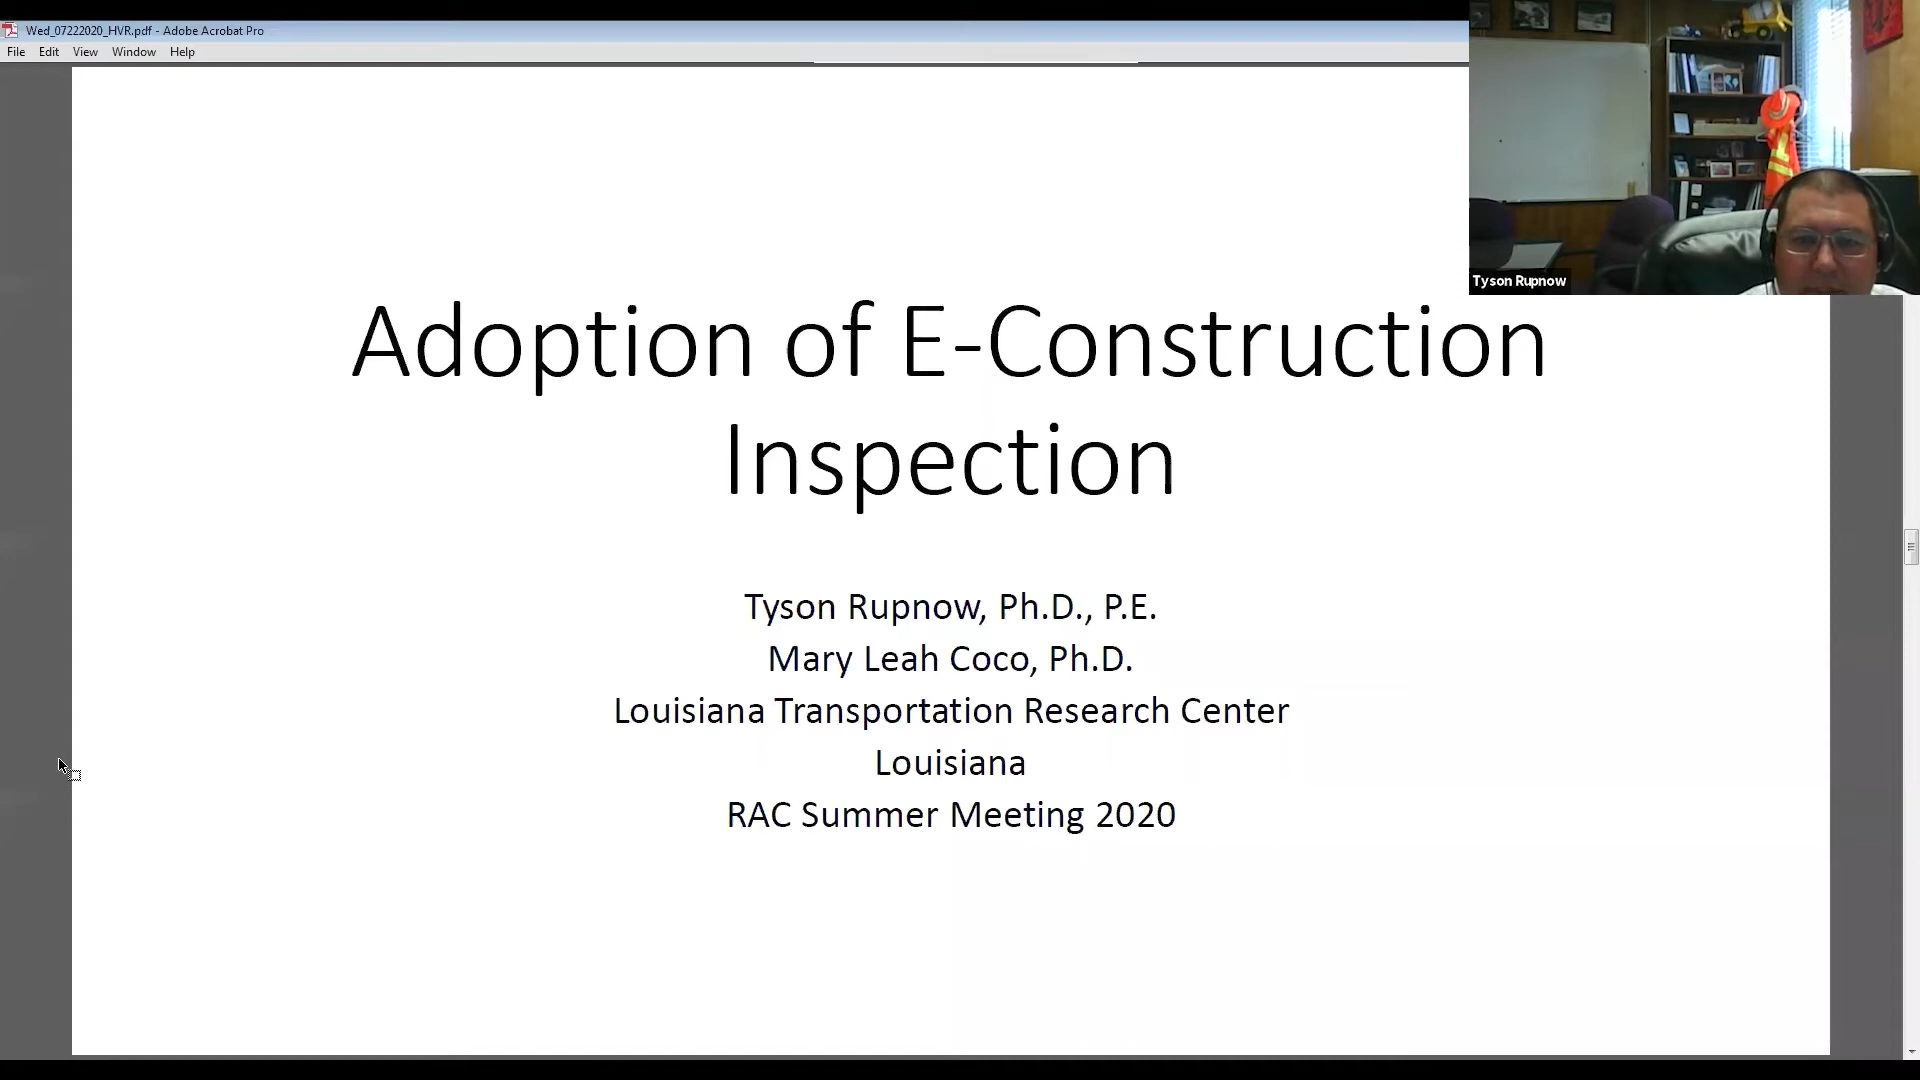 Wed_07222020_HVR.pdf - Adobe Acrobat Pro
File Edit View Window Help
Tyson Rupnow
Adoption of E-Construction
Inspection
Tyson Rupnow, Ph.D., P.E.
Mary Leah Coco, Ph.D.
Louisiana Transportation Research Center
Louisiana
RAC Summer Meeting 2020